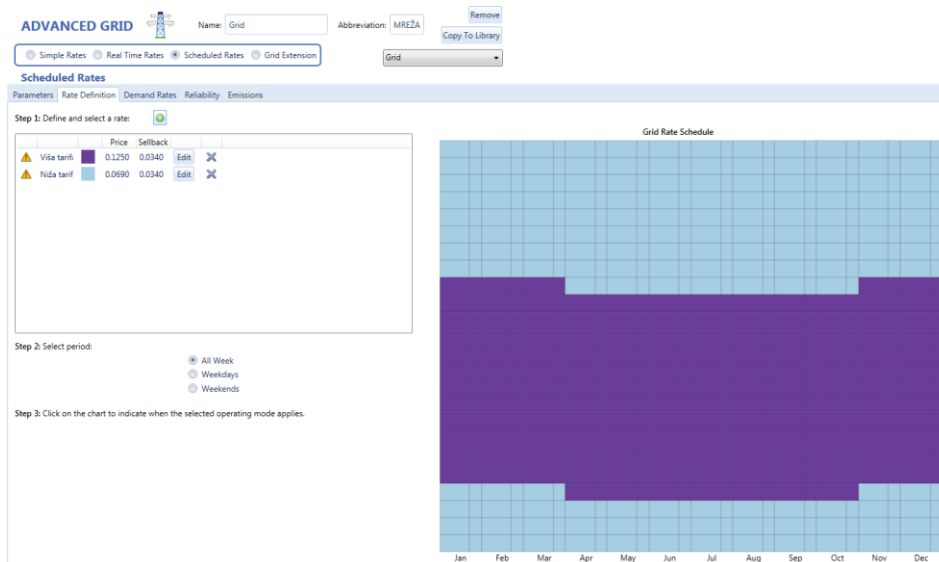 ADVANCED GRID
Name: Grid
Abbreviation: MREŽA
Remove
Copy To Library
Simple Rates Real Time Rates Scheduled Rates Grid Extension
Grid
Scheduled Rates
Parameters Rate Definition Demand Rates Reliability Emissions
Step 1: Define and select a rate:
Price Sellback
Viša tarif 0.1250 0.0340 Edit
Niža tarif 0.0690 0.0340 Edit
Step 2: Select period:
All Week
Weekdays
Weekends
Step 3: Click on the chart to indicate when the selected operating mode applies.
Grid Rate Schedule
Jan Feb Mar Apr May Jun Jul Aug Sep Oct Nov Dec